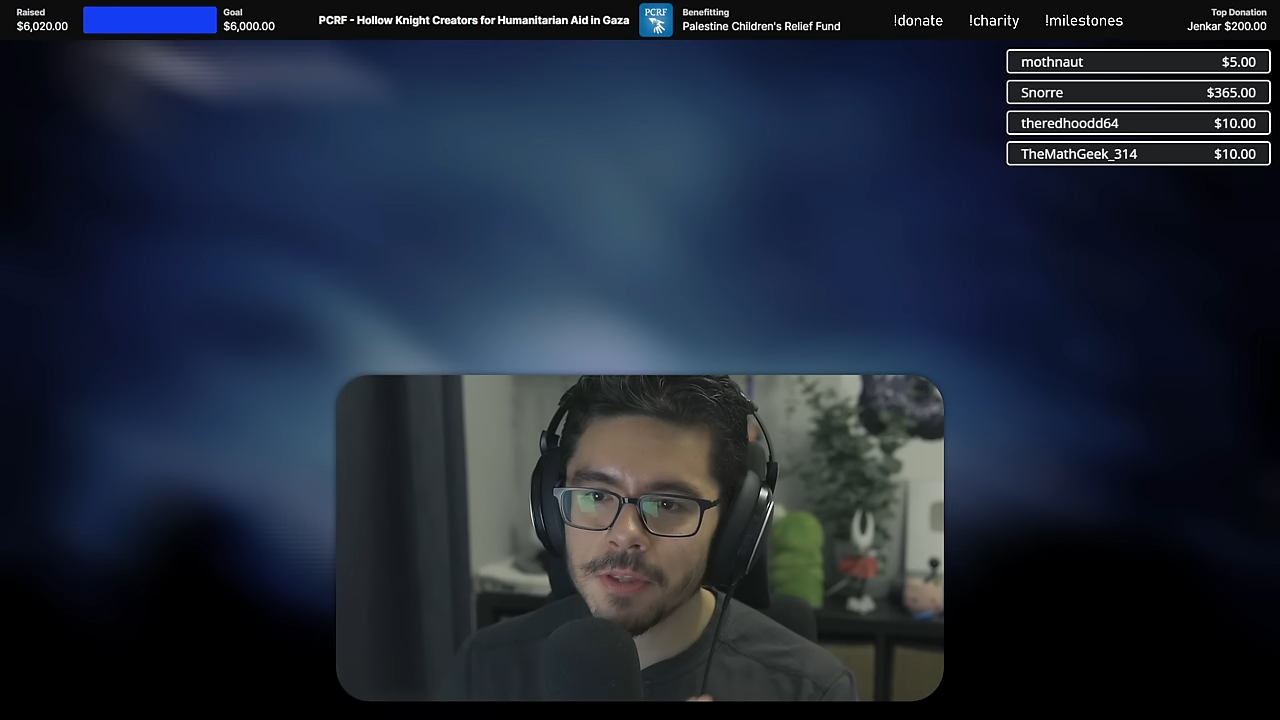 Raised
$6,020.00
Goal
$6,000.00
PCRF - Hollow Knight Creators for Humanitarian Aid in Gaza
PCRF
Benefitting
Palestine Children's Relief Fund
!donate
!charity
!milestones
Top Donation
Jenkar $200.00
mothnaut $5.00
Snorre $365.00
theredhoodd64 $10.00
TheMathGeek_314 $10.00